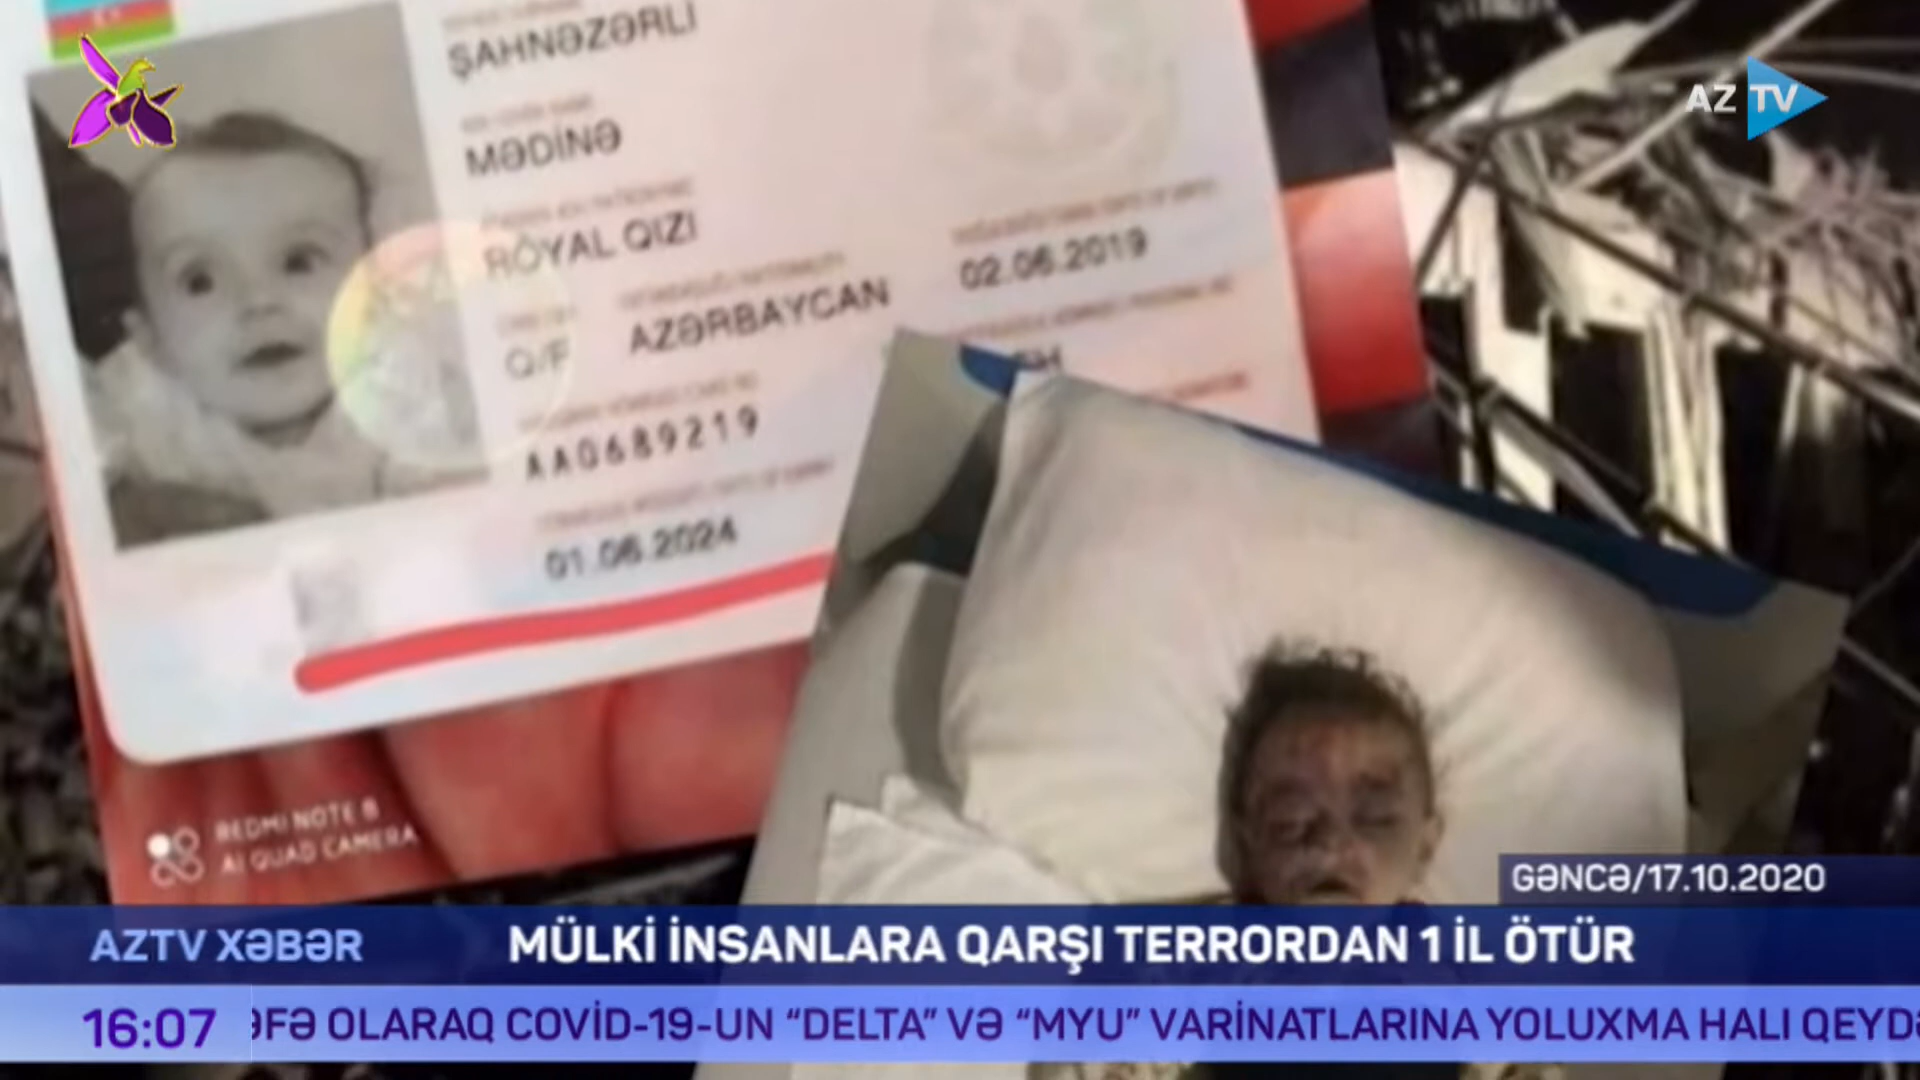 AZ TV
ŞAHNƏZƏRLİ
MƏDİNƏ
RÖYAL QIZI
02.06.2019
Q/F
AZƏRBAYCAN
AA0689219
01.06.2024
REDMI NOTE 8
AI QUAD CAMERA
GƏNCƏ/17.10.2020
AZTV XƏBƏR
MÜLKİ İNSANLARA QARŞI TERRORDAN 1 İL ÖTÜR
16:07
OLARAQ COVİD-19-UN “DELTA” VƏ “MYU” VARİNATLARINA YOLUXMA HALI